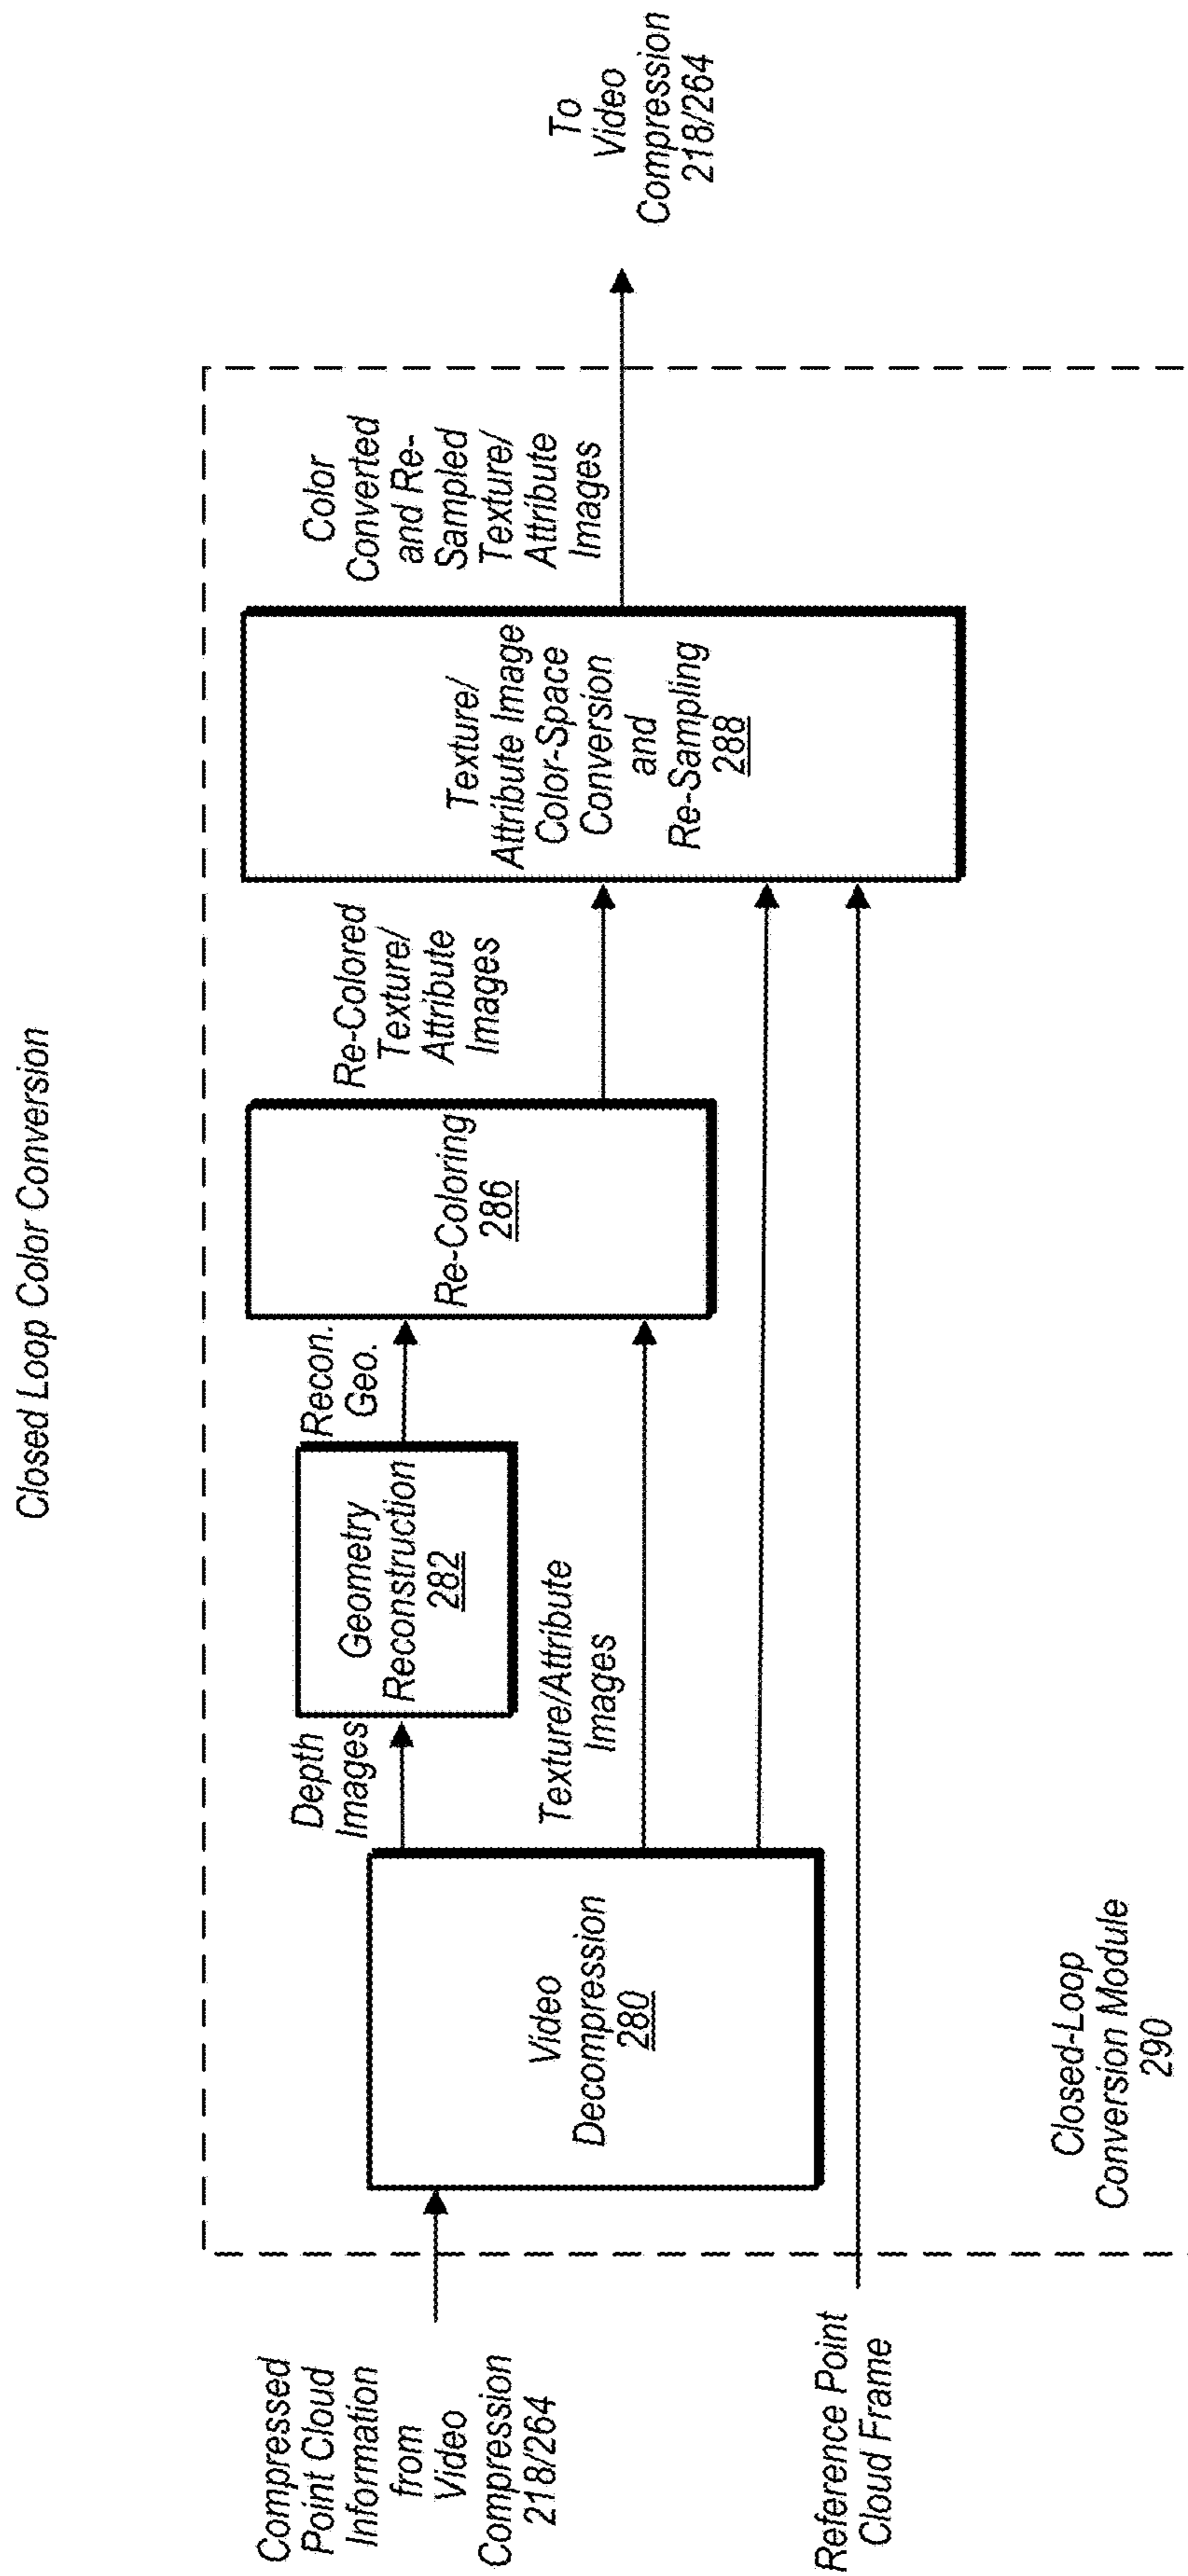 Closed Loop Color Conversion
Compressed
Point Cloud
Information
from
Video
Compression
218/264
Reference Point
Cloud Frame
Video
Decompression
280
Depth
Images
Texture/Attribute
Images
Geometry
Reconstruction
282
Recon.
Geo.
Re-Coloring
286
Re-Colored
Texture/
Attribute
Images
Texture/
Attribute Image
Color-Space
Conversion
and
Re-Sampling
288
Color
Converted
and Re-
Sampled
Texture/
Attribute
Images
To
Video
Compression
218/264
Closed-Loop
Conversion Module
290